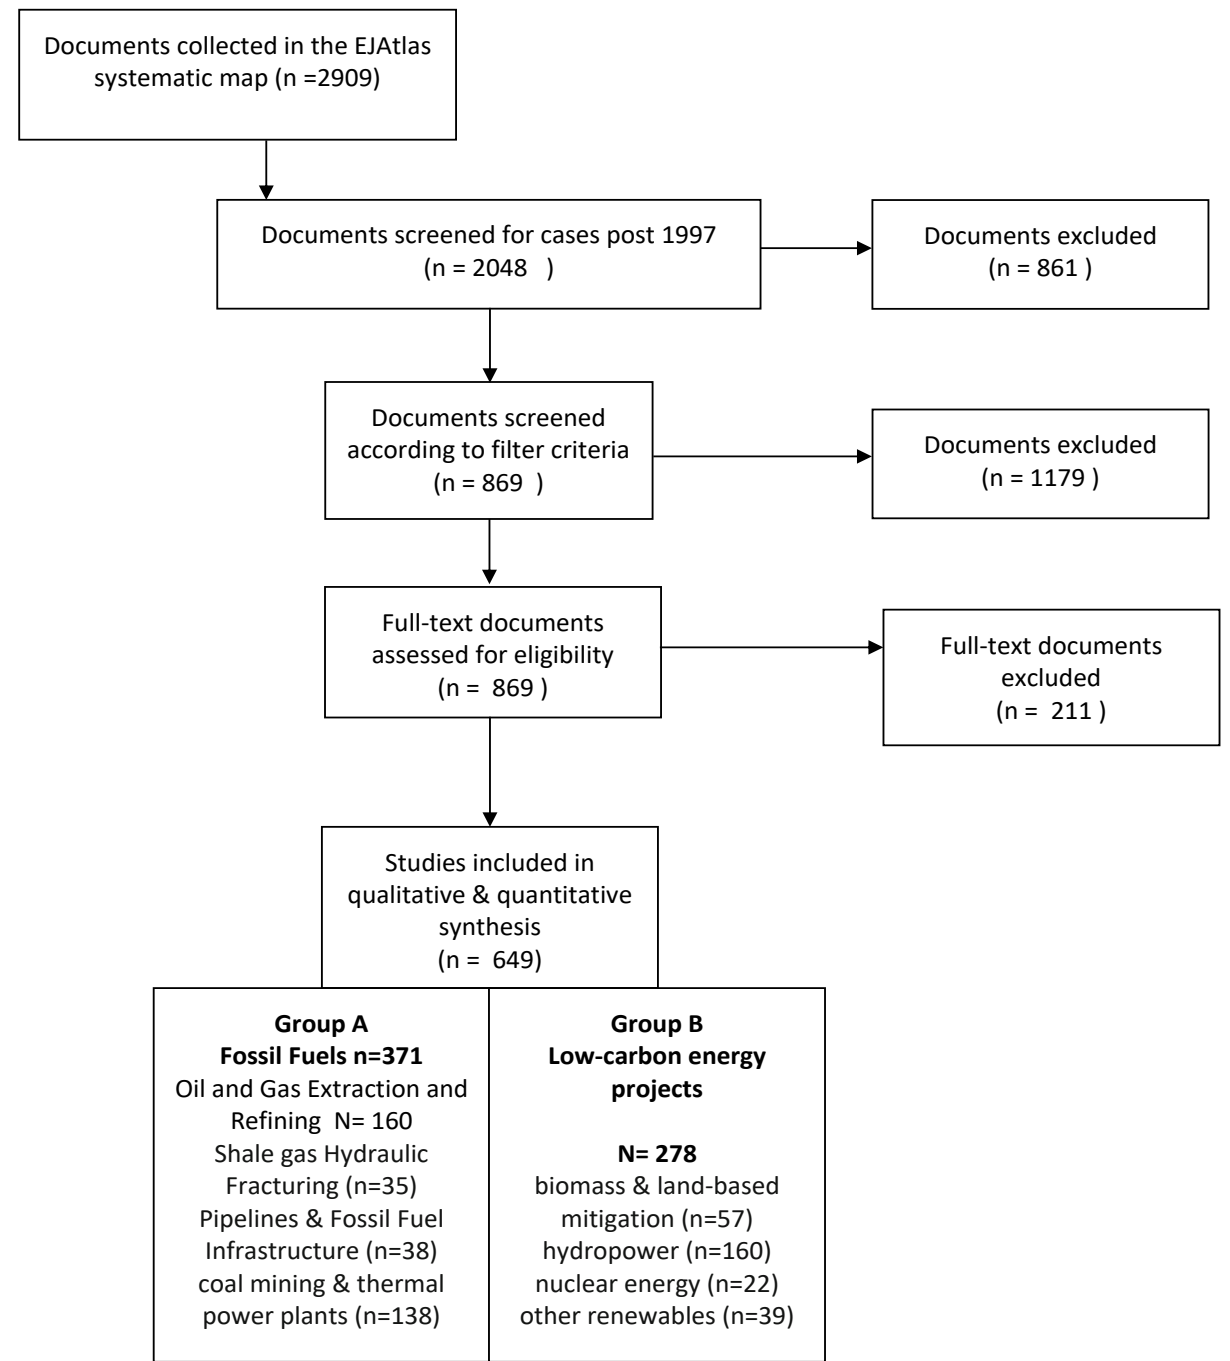 Documents collected in the EJAtlas
systematic map (n =2909)
Documents screened for cases post 1997
(n = 2048   )
Documents excluded
(n = 861 )
Documents screened
according to filter criteria
(n = 869  )
Documents excluded
(n = 1179 )
Full-text documents
assessed for eligibility
(n =  869 )
Full-text documents
excluded
(n =  211 )
Studies included in
qualitative & quantitative
synthesis
(n =  649)
Group A
Fossil Fuels n=371
Oil and Gas Extraction and
Refining  N= 160
Shale gas Hydraulic
Fracturing (n=35)
Pipelines & Fossil Fuel
Infrastructure (n=38)
coal mining & thermal
power plants (n=138)
Group B
Low-carbon energy
projects
N= 278
biomass & land-based
mitigation (n=57)
hydropower (n=160)
nuclear energy (n=22)
other renewables (n=39)